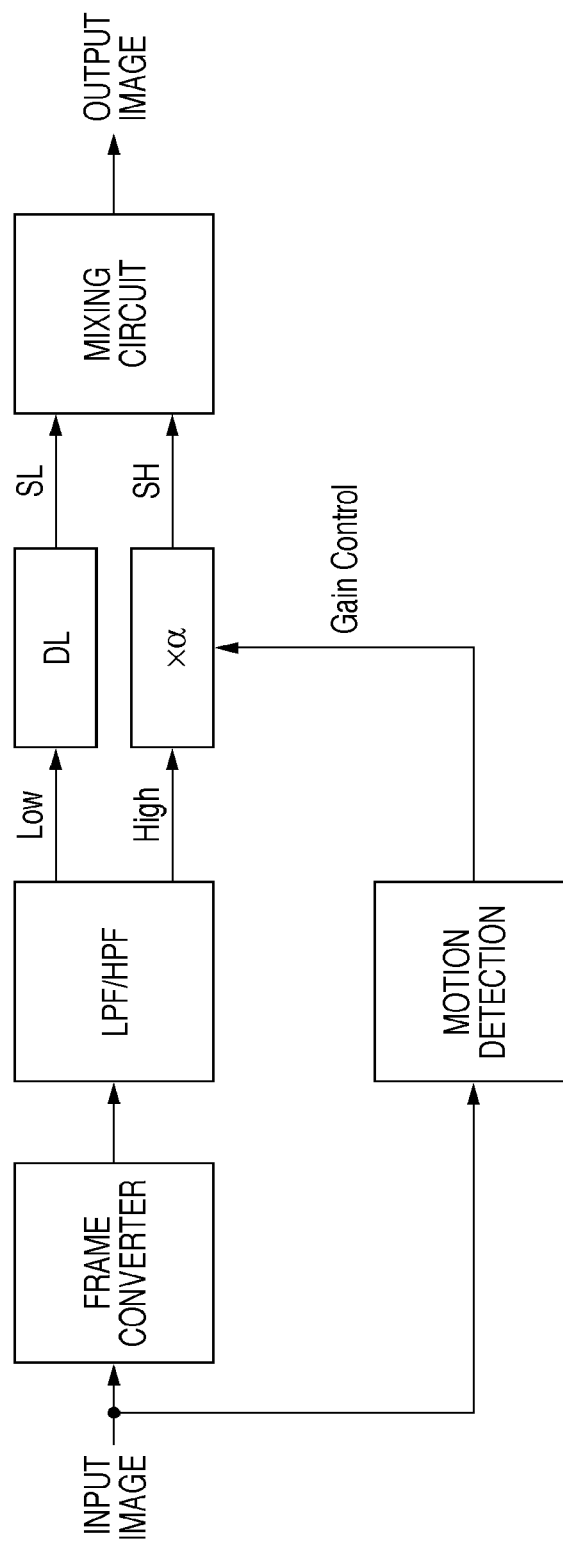 INPUT
IMAGE
FRAME
CONVERTER
LPF/HPF
Low
High
DL
×α
SL
SH
MIXING
CIRCUIT
OUTPUT
IMAGE
MOTION
DETECTION
Gain Control